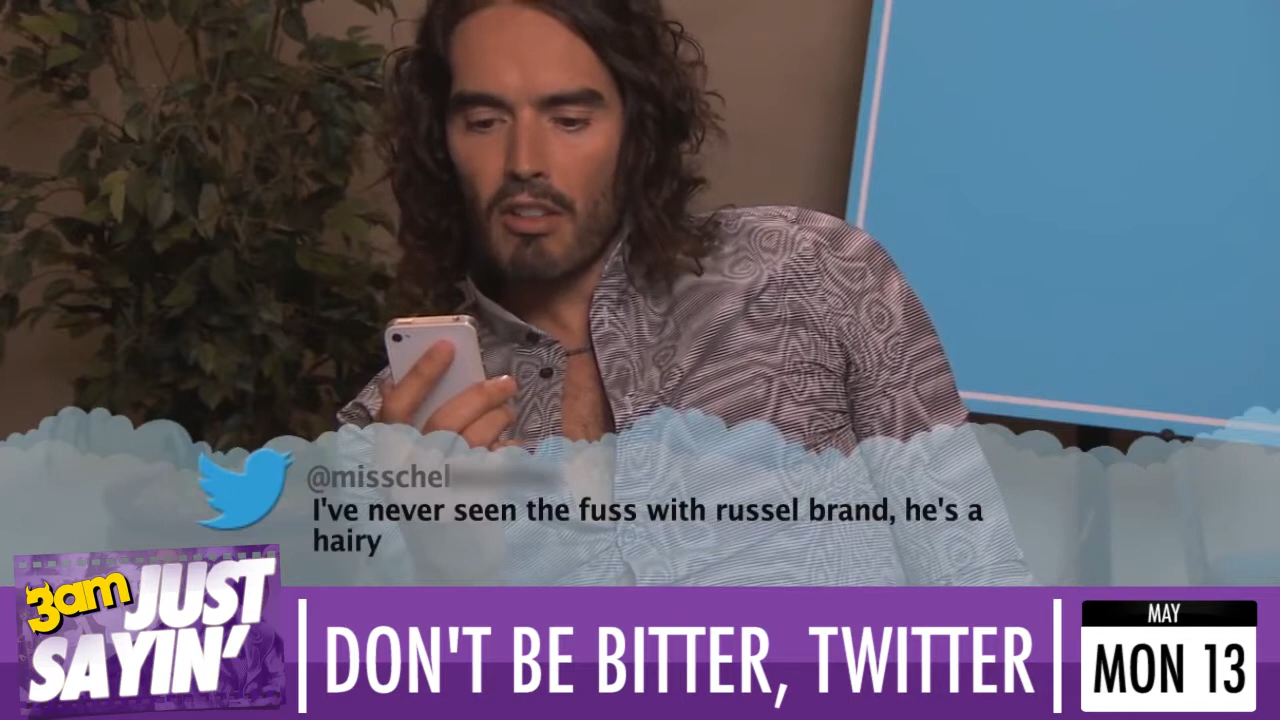 @misschel
I've never seen the fuss with russel brand, he's a
hairy
3am JUST
SAYIN'
DON'T BE BITTER, TWITTER
MAY
MON 13